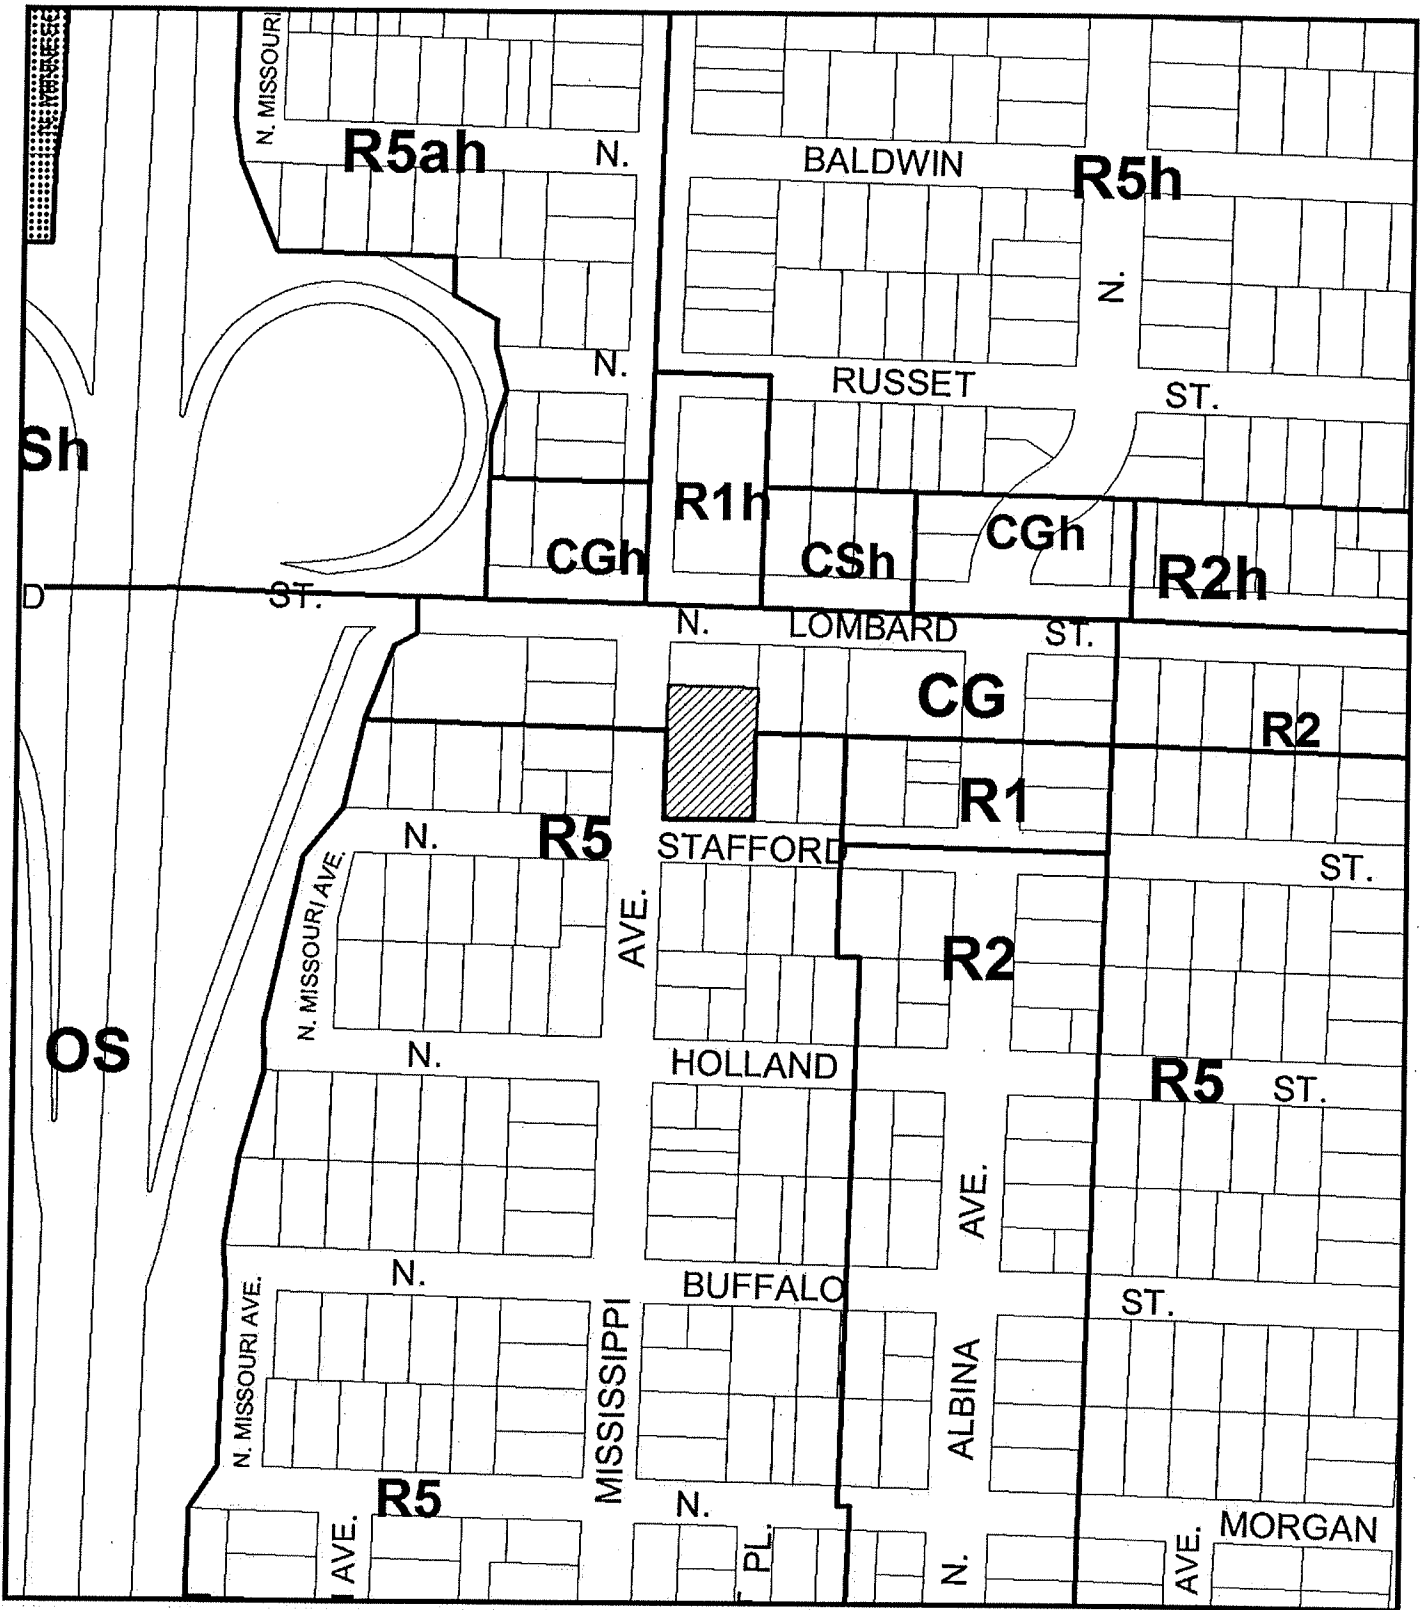 N. MISSOURI
R5ah
N.
BALDWIN
R5h
N.
N.
RUSSET
ST.
Sh
R1h
CGh
CSh
CGh
R2h
D
ST.
N.
LOMBARD
ST.
CG
R2
R1
N.
R5
STAFFORD
ST.
N. MISSOURI AVE.
AVE.
R2
OS
N.
HOLLAND
R5
ST.
AVE.
N.
BUFFALO
ST.
N. MISSOURI AVE.
MISSISSIPPI
ALBINA
R5
N.
MORGAN
AVE.
PL.
N.
AVE.